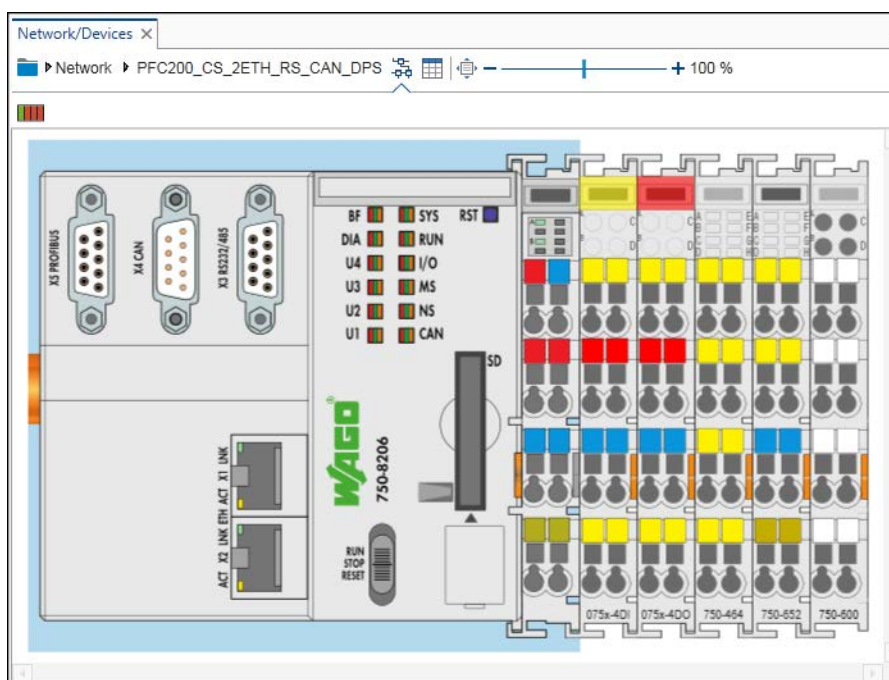 Network/Devices
Network PFC200_CS_2ETH_RS_CAN_DPS 100 %
X5 PROFIBUS
X4 CAN
X3 RS232/485
BF SYS RST
DIA RUN
U4 I/O
U3 MS
U2 NS
U1 CAN
SD
WAGO®
750-8206
ACT X1 LNK
ACT X2 LNK ETH
RUN
STOP
RESET
075x-4DI 075x-4DO 750-464 750-652 750-600